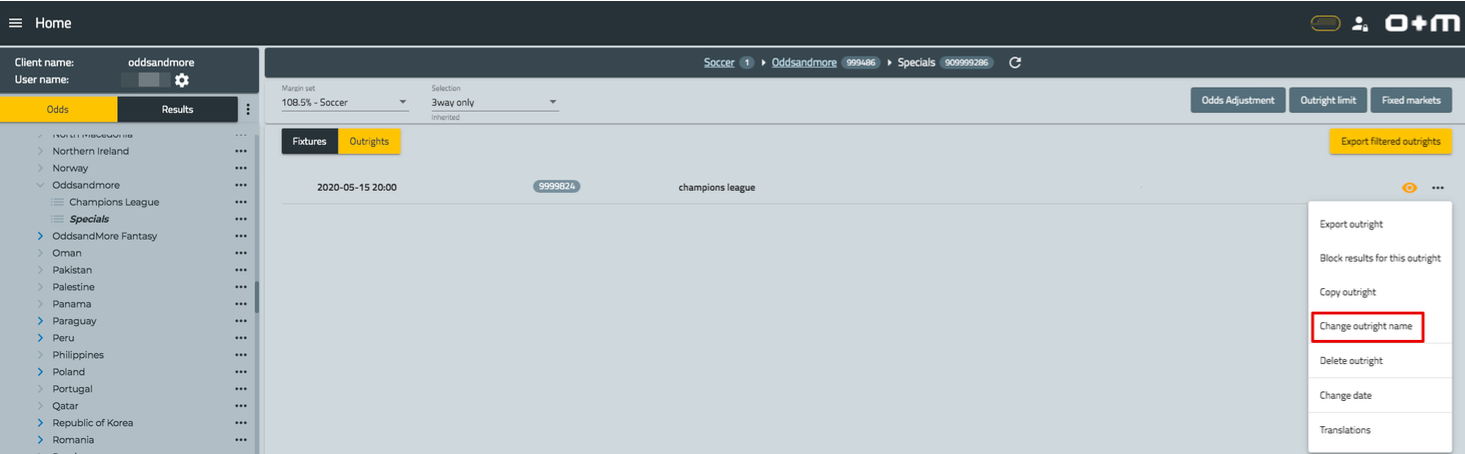 Home
O+M
Client name: oddsandmore
User name:
Odds Results
North Macedonia
Northern Ireland
Norway
Oddsandmore
Champions League
Specials
OddsandMore Fantasy
Oman
Pakistan
Palestine
Panama
Paraguay
Peru
Philippines
Poland
Portugal
Qatar
Republic of Korea
Romania
Soccer 1 Oddsandmore 999486 Specials 909999286
Margin set
108.5% - Soccer
Selection
3way only
Inherited
Odds Adjustment Outright limit Fixed markets
Fixtures Outrights Export filtered outrights
2020-05-15 20:00 9999824 champions league
Export outright
Block results for this outright
Copy outright
Change outright name
Delete outright
Change date
Translations